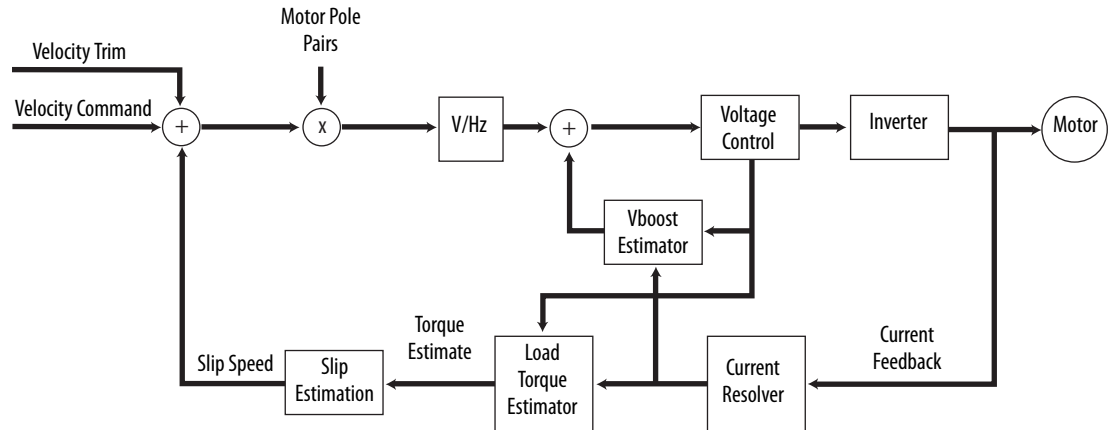 Motor Pole
Pairs
Velocity Trim
Velocity Command
+
x
V/Hz
+
Voltage
Control
Inverter
Motor
Vboost
Estimator
Slip Speed
Slip
Estimation
Torque
Estimate
Load
Torque
Estimator
Current
Resolver
Current
Feedback